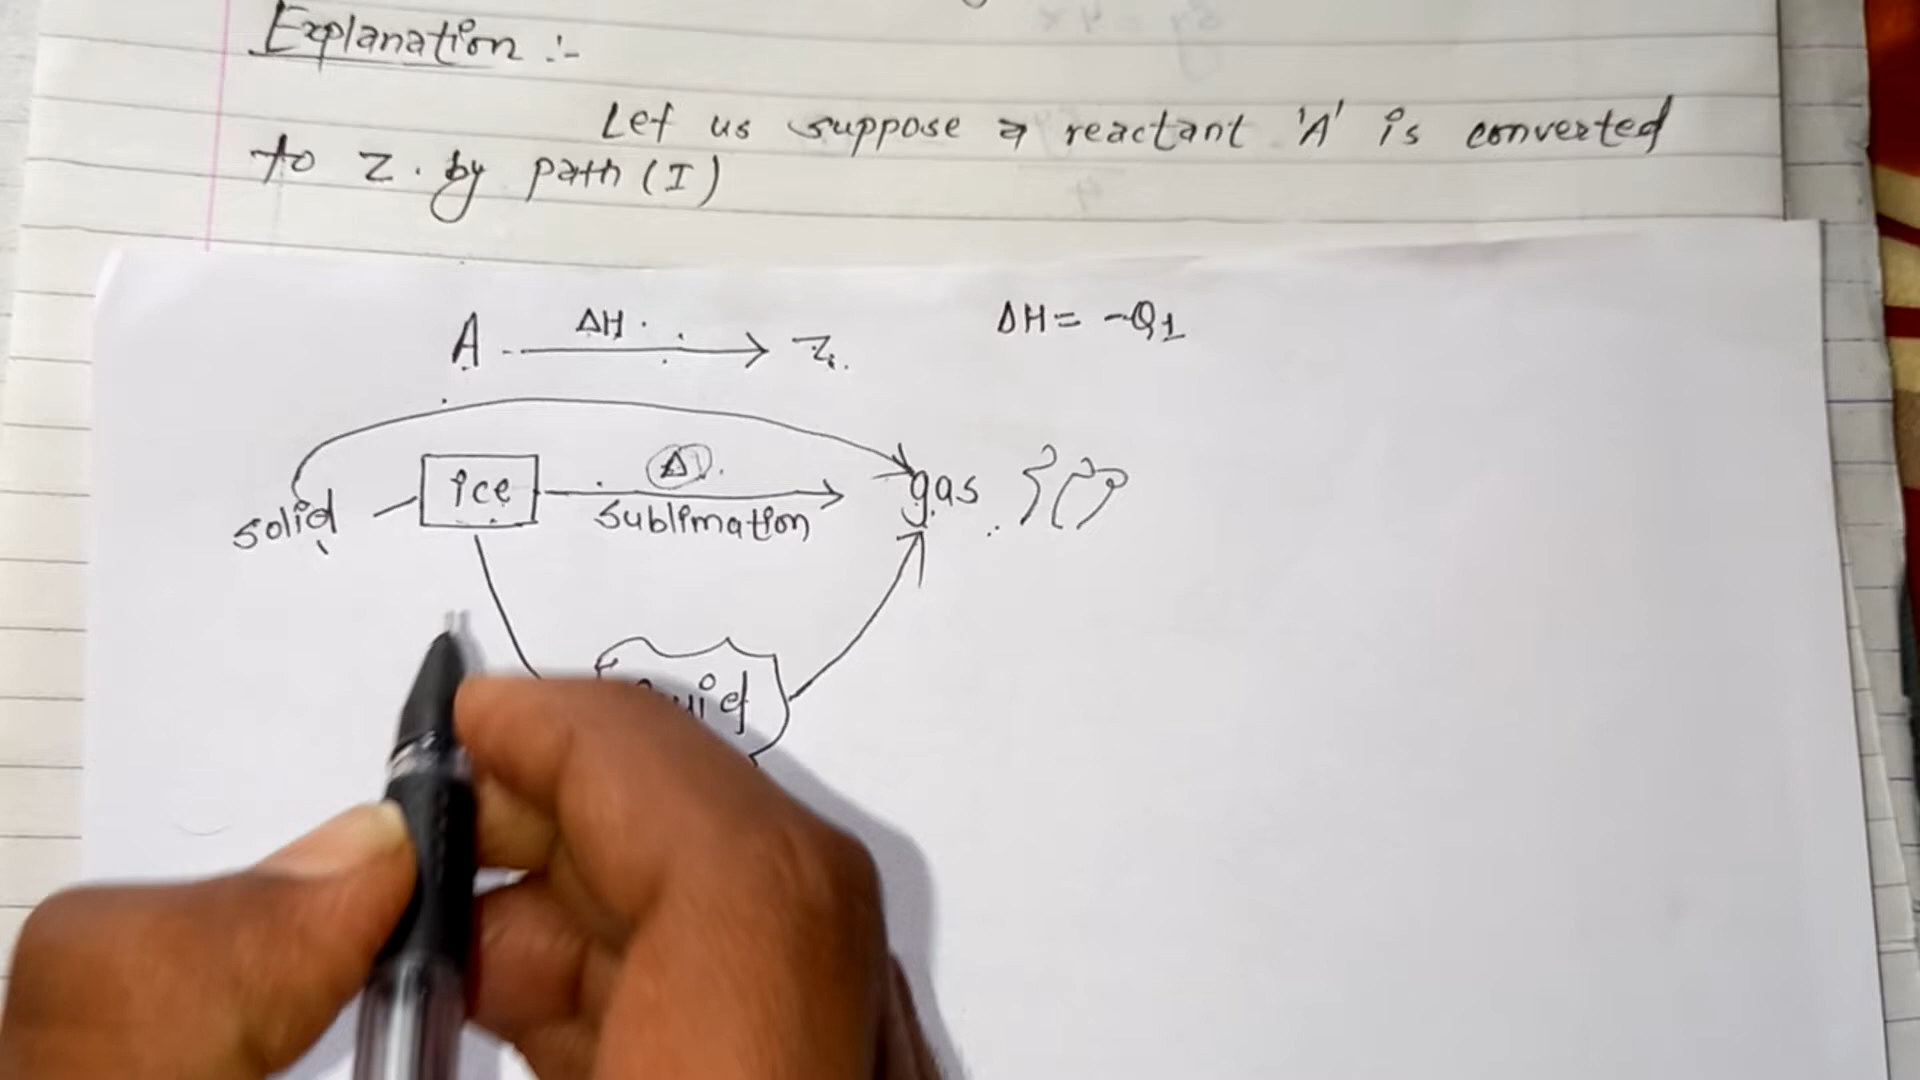 Explanation :-
Let us suppose a reactant 'A' is converted
to Z. by path (I)
ΔH
A → Z.
ΔH = -Q1
solid - ice
Δ
Sublimation
gas